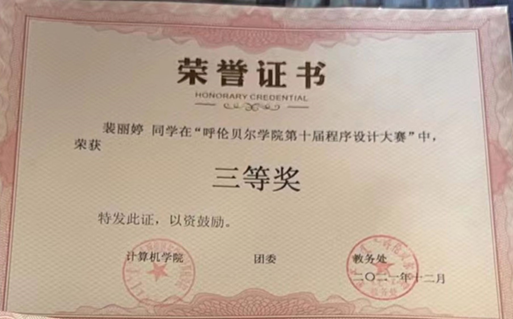 荣誉证书
HONORARY CREDENTIAL
裴丽婷 同学在“呼伦贝尔学院第十届程序设计大赛”中，
荣获
三等奖
特发此证，以资鼓励。
计算机学院 团委 教务处
二〇二一年十二月